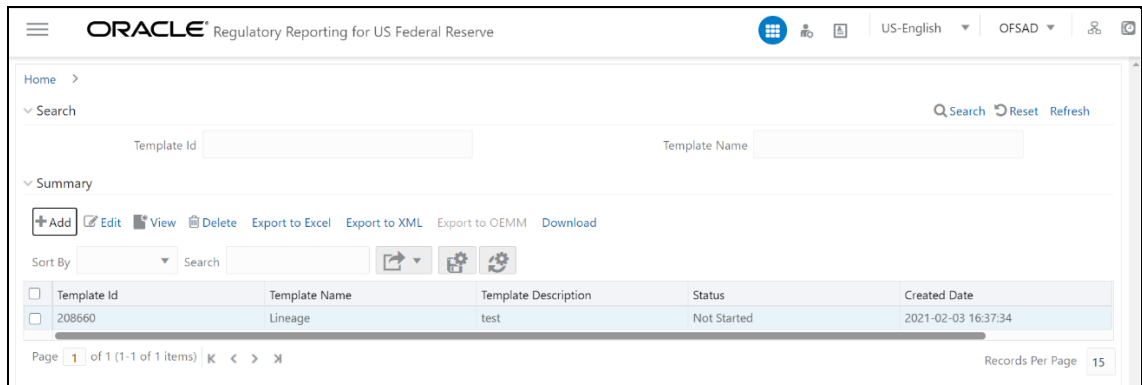 ORACLE® Regulatory Reporting for US Federal Reserve US-English OFSAD
Home >
Search Search Reset Refresh
Template Id Template Name
Summary
Add Edit View Delete Export to Excel Export to XML Export to OEMM Download
Sort By Search
Template Id Template Name Template Description Status Created Date
208660 Lineage test Not Started 2021-02-03 16:37:34
Page 1 of 1 (1-1 of 1 items) Records Per Page 15